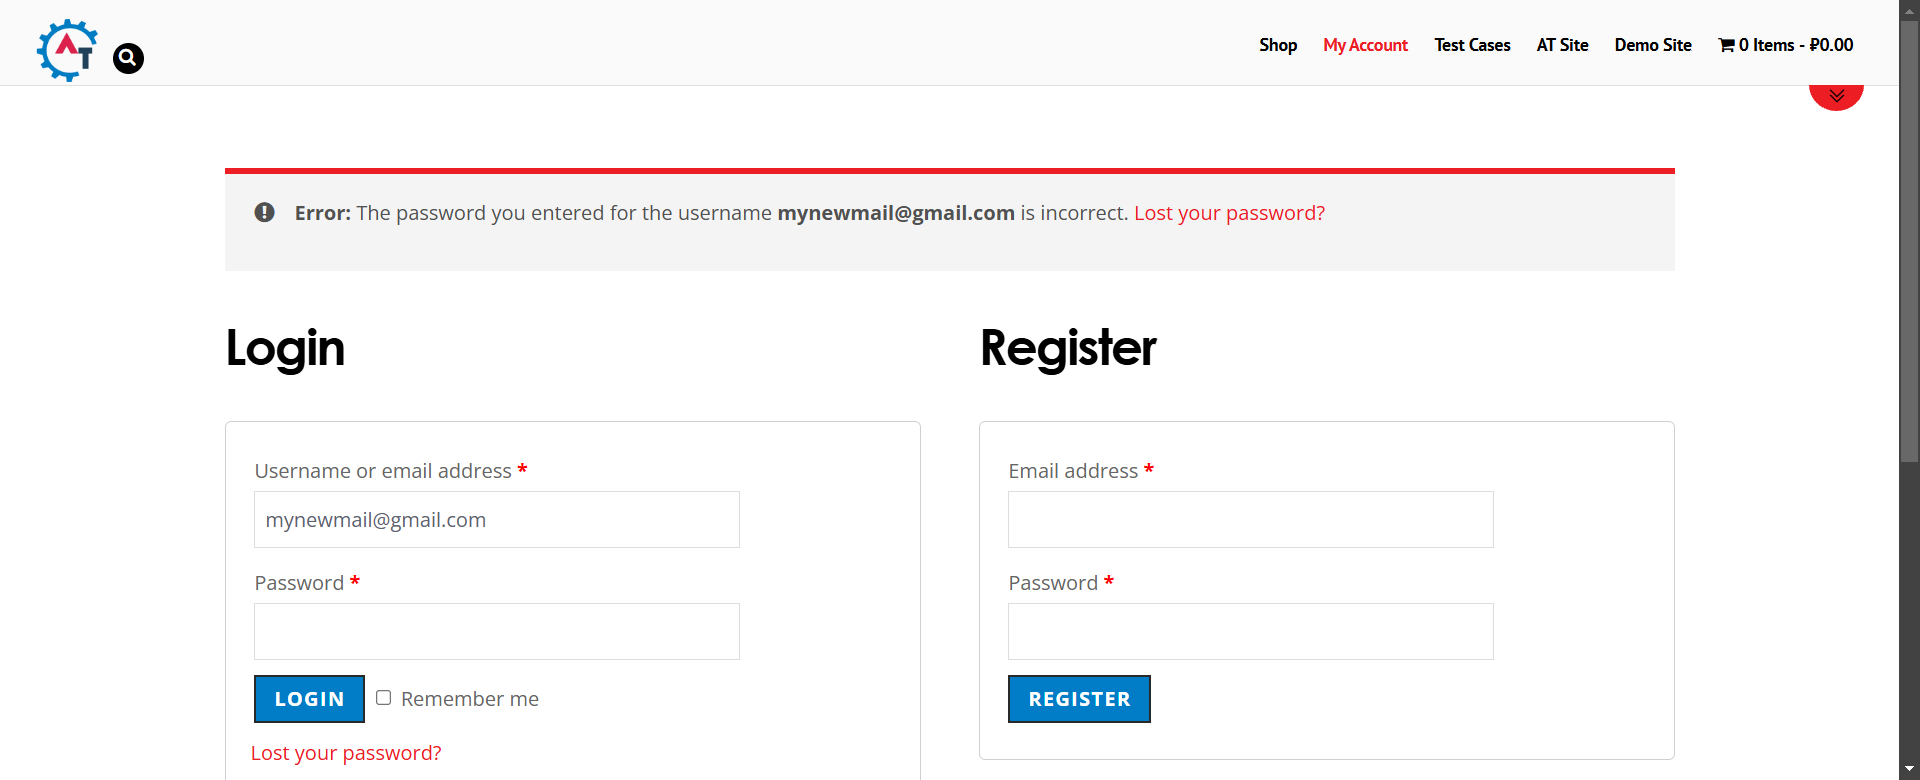 AT
Shop My Account Test Cases AT Site Demo Site 0 Items - ₽0.00
Error: The password you entered for the username mynewmail@gmail.com is incorrect. Lost your password?
Login
Register
Username or email address *
mynewmail@gmail.com
Password *
LOGIN Remember me
Lost your password?
Email address *
Password *
REGISTER